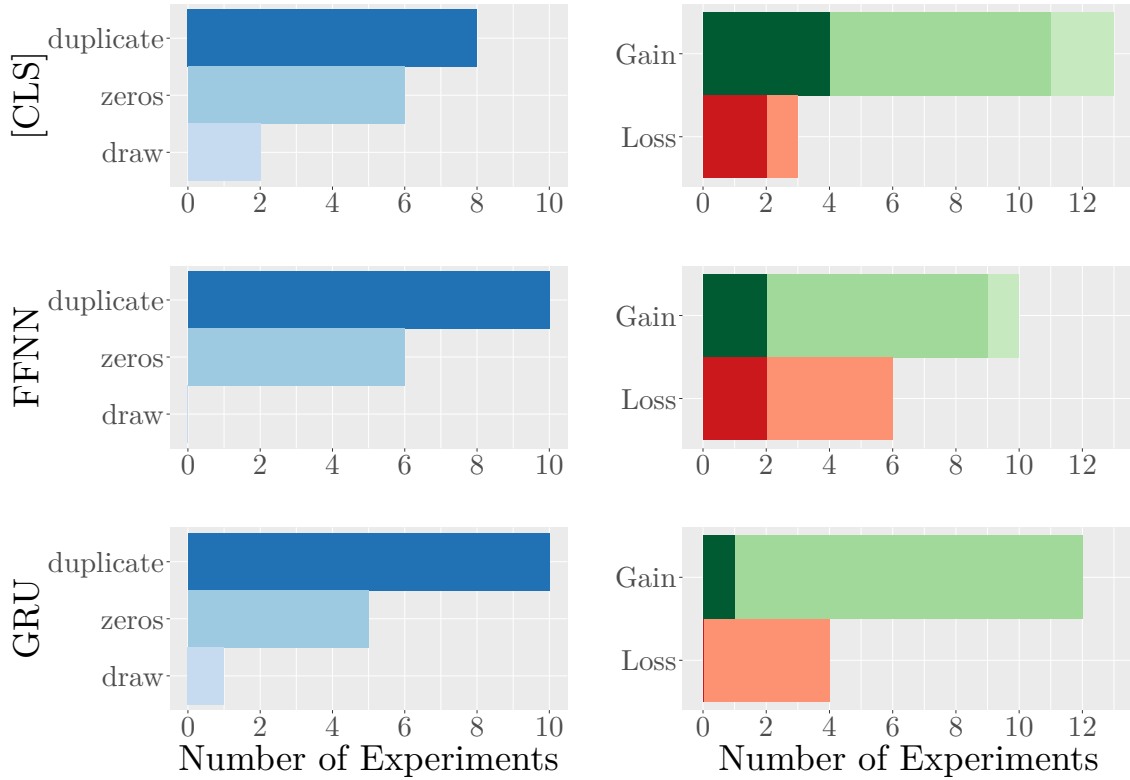 [CLS]
duplicate
zeros
draw
0 2 4 6 8 10
Gain
Loss
0 2 4 6 8 10 12
FFNN
duplicate
zeros
draw
0 2 4 6 8 10
Gain
Loss
0 2 4 6 8 10 12
GRU
duplicate
zeros
draw
0 2 4 6 8 10
Number of Experiments
Gain
Loss
0 2 4 6 8 10 12
Number of Experiments